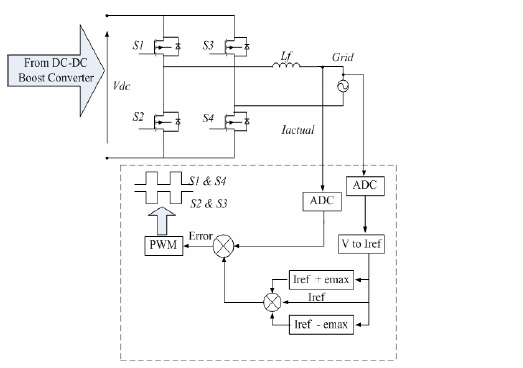 From DC-DC
Boost Converter
Vdc
S1
S3
S2
S4
Lf
Grid
Iactual
ADC
ADC
S1 & S4
S2 & S3
PWM
Error
V to Iref
Iref + emax
Iref
Iref - emax